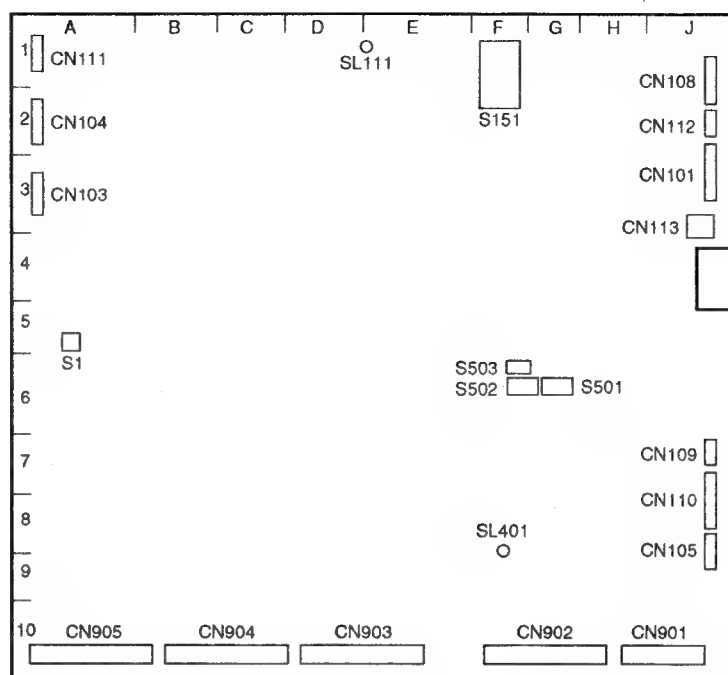 A B C D E F G H J
1 CN111 SL111 CN108
2 CN104 S151 CN112
3 CN103 CN101
CN113
4
5
S1 S503
6 S502 S501
7 CN109
CN110
8 SL401
9 CN105
10 CN905 CN904 CN903 CN902 CN901